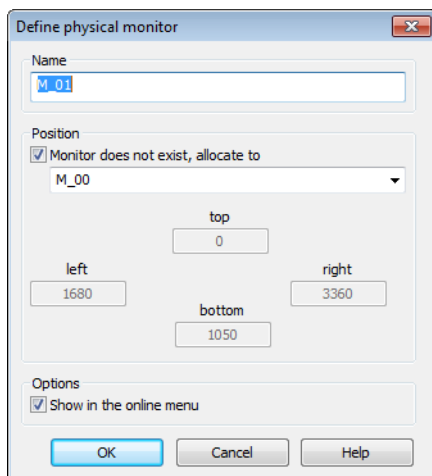 Define physical monitor
Name
M_01
Position
Monitor does not exist, allocate to
M_00
top
0
left
right
1680
3360
bottom
1050
Options
Show in the online menu
OK
Cancel
Help